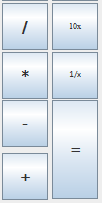 / 10x
* 1/x
-
=
+